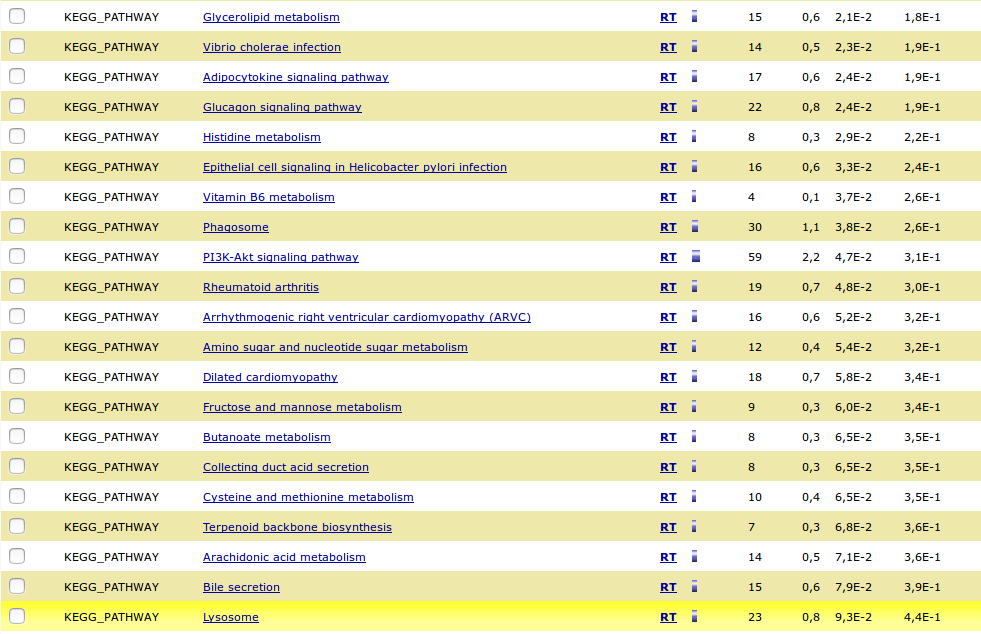 KEGG_PATHWAY Glycerolipid metabolism RT 15 0,6 2,1E-2 1,8E-1
KEGG_PATHWAY Vibrio cholerae infection RT 14 0,5 2,3E-2 1,9E-1
KEGG_PATHWAY Adipocytokine signaling pathway RT 17 0,6 2,4E-2 1,9E-1
KEGG_PATHWAY Glucagon signaling pathway RT 22 0,8 2,4E-2 1,9E-1
KEGG_PATHWAY Histidine metabolism RT 8 0,3 2,9E-2 2,2E-1
KEGG_PATHWAY Epithelial cell signaling in Helicobacter pylori infection RT 16 0,6 3,3E-2 2,4E-1
KEGG_PATHWAY Vitamin B6 metabolism RT 4 0,1 3,7E-2 2,6E-1
KEGG_PATHWAY Phagosome RT 30 1,1 3,8E-2 2,6E-1
KEGG_PATHWAY PI3K-Akt signaling pathway RT 59 2,2 4,7E-2 3,1E-1
KEGG_PATHWAY Rheumatoid arthritis RT 19 0,7 4,8E-2 3,0E-1
KEGG_PATHWAY Arrhythmogenic right ventricular cardiomyopathy (ARVC) RT 16 0,6 5,2E-2 3,2E-1
KEGG_PATHWAY Amino sugar and nucleotide sugar metabolism RT 12 0,4 5,4E-2 3,2E-1
KEGG_PATHWAY Dilated cardiomyopathy RT 18 0,7 5,8E-2 3,4E-1
KEGG_PATHWAY Fructose and mannose metabolism RT 9 0,3 6,0E-2 3,4E-1
KEGG_PATHWAY Butanoate metabolism RT 8 0,3 6,5E-2 3,5E-1
KEGG_PATHWAY Collecting duct acid secretion RT 8 0,3 6,5E-2 3,5E-1
KEGG_PATHWAY Cysteine and methionine metabolism RT 10 0,4 6,5E-2 3,5E-1
KEGG_PATHWAY Terpenoid backbone biosynthesis RT 7 0,3 6,8E-2 3,6E-1
KEGG_PATHWAY Arachidonic acid metabolism RT 14 0,5 7,1E-2 3,6E-1
KEGG_PATHWAY Bile secretion RT 15 0,6 7,9E-2 3,9E-1
KEGG_PATHWAY Lysosome RT 23 0,8 9,3E-2 4,4E-1